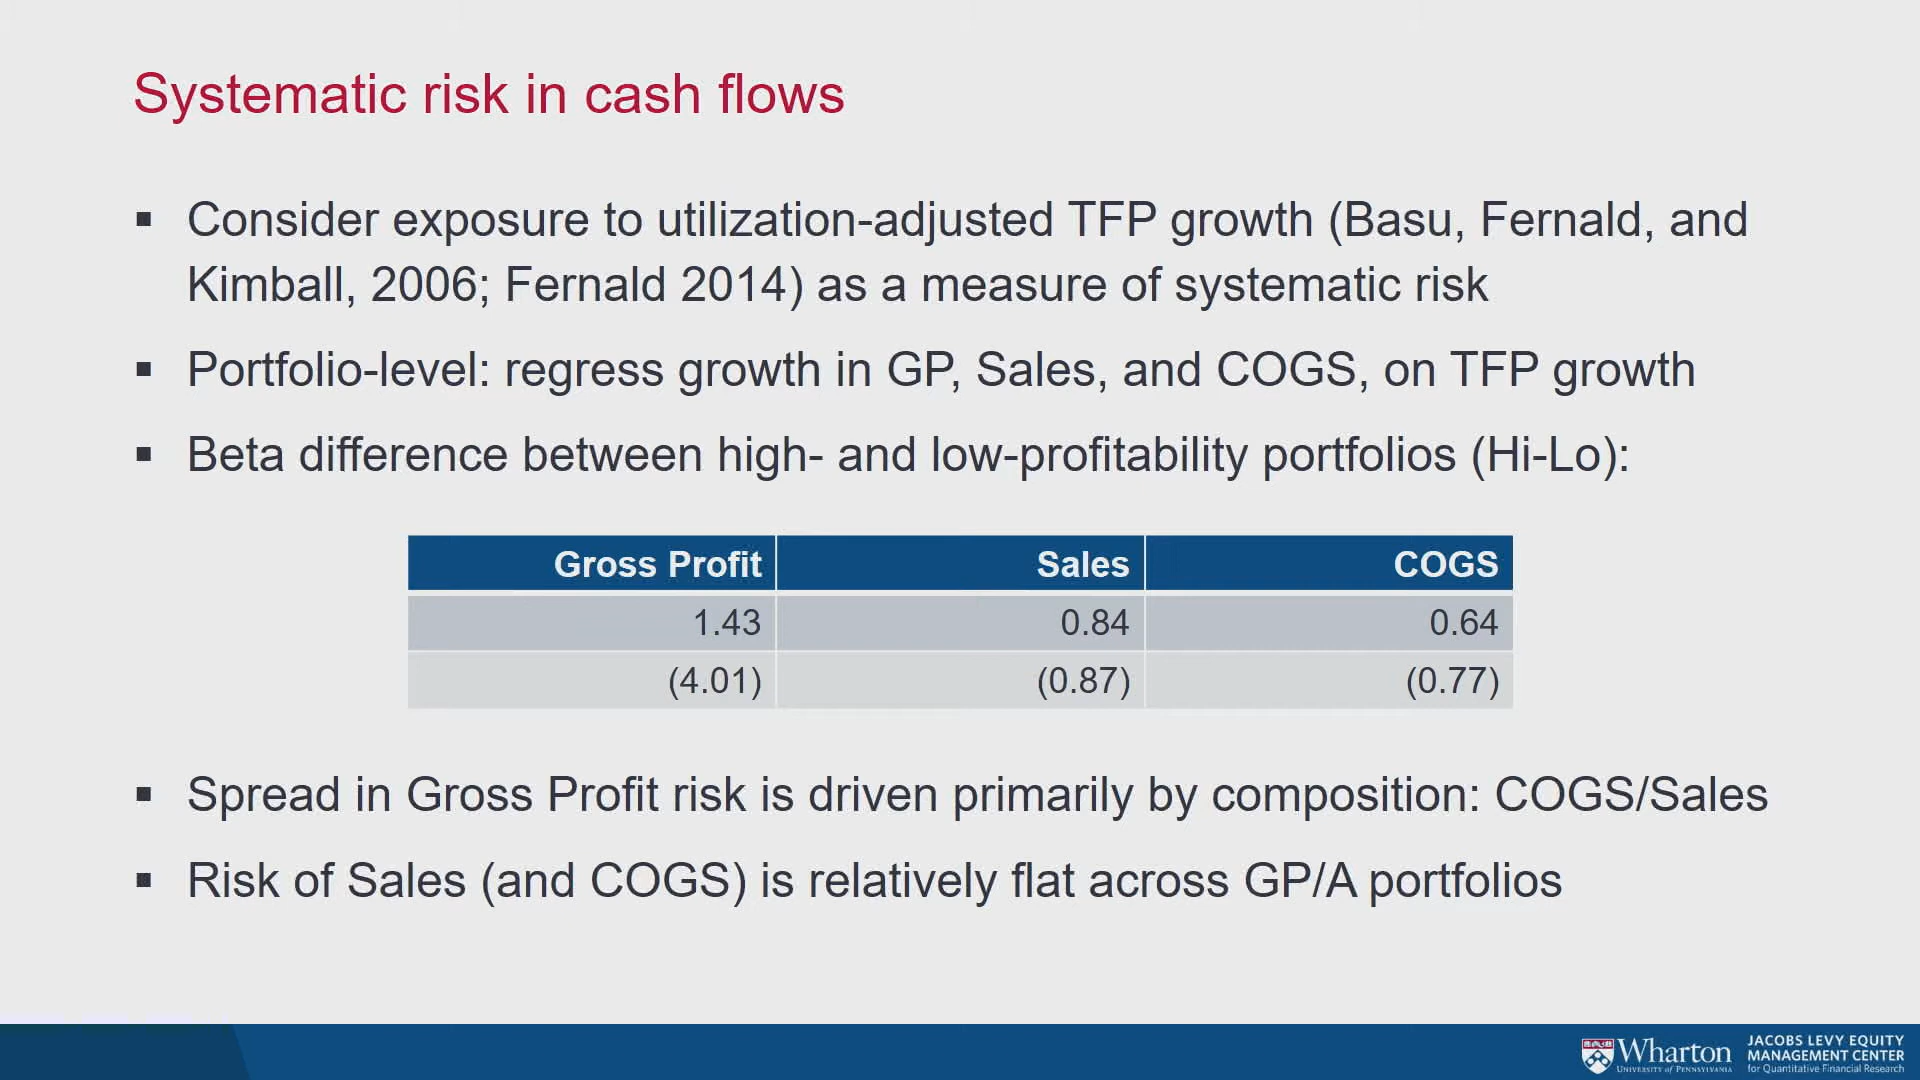 Systematic risk in cash flows
▪ Consider exposure to utilization-adjusted TFP growth (Basu, Fernald, and
Kimball, 2006; Fernald 2014) as a measure of systematic risk
▪ Portfolio-level: regress growth in GP, Sales, and COGS, on TFP growth
▪ Beta difference between high- and low-profitability portfolios (Hi-Lo):
Gross Profit Sales COGS
1.43 0.84 0.64
(4.01) (0.87) (0.77)
▪ Spread in Gross Profit risk is driven primarily by composition: COGS/Sales
▪ Risk of Sales (and COGS) is relatively flat across GP/A portfolios
Wharton
UNIVERSITY of PENNSYLVANIA
JACOBS LEVY EQUITY
MANAGEMENT CENTER
for Quantitative Financial Research